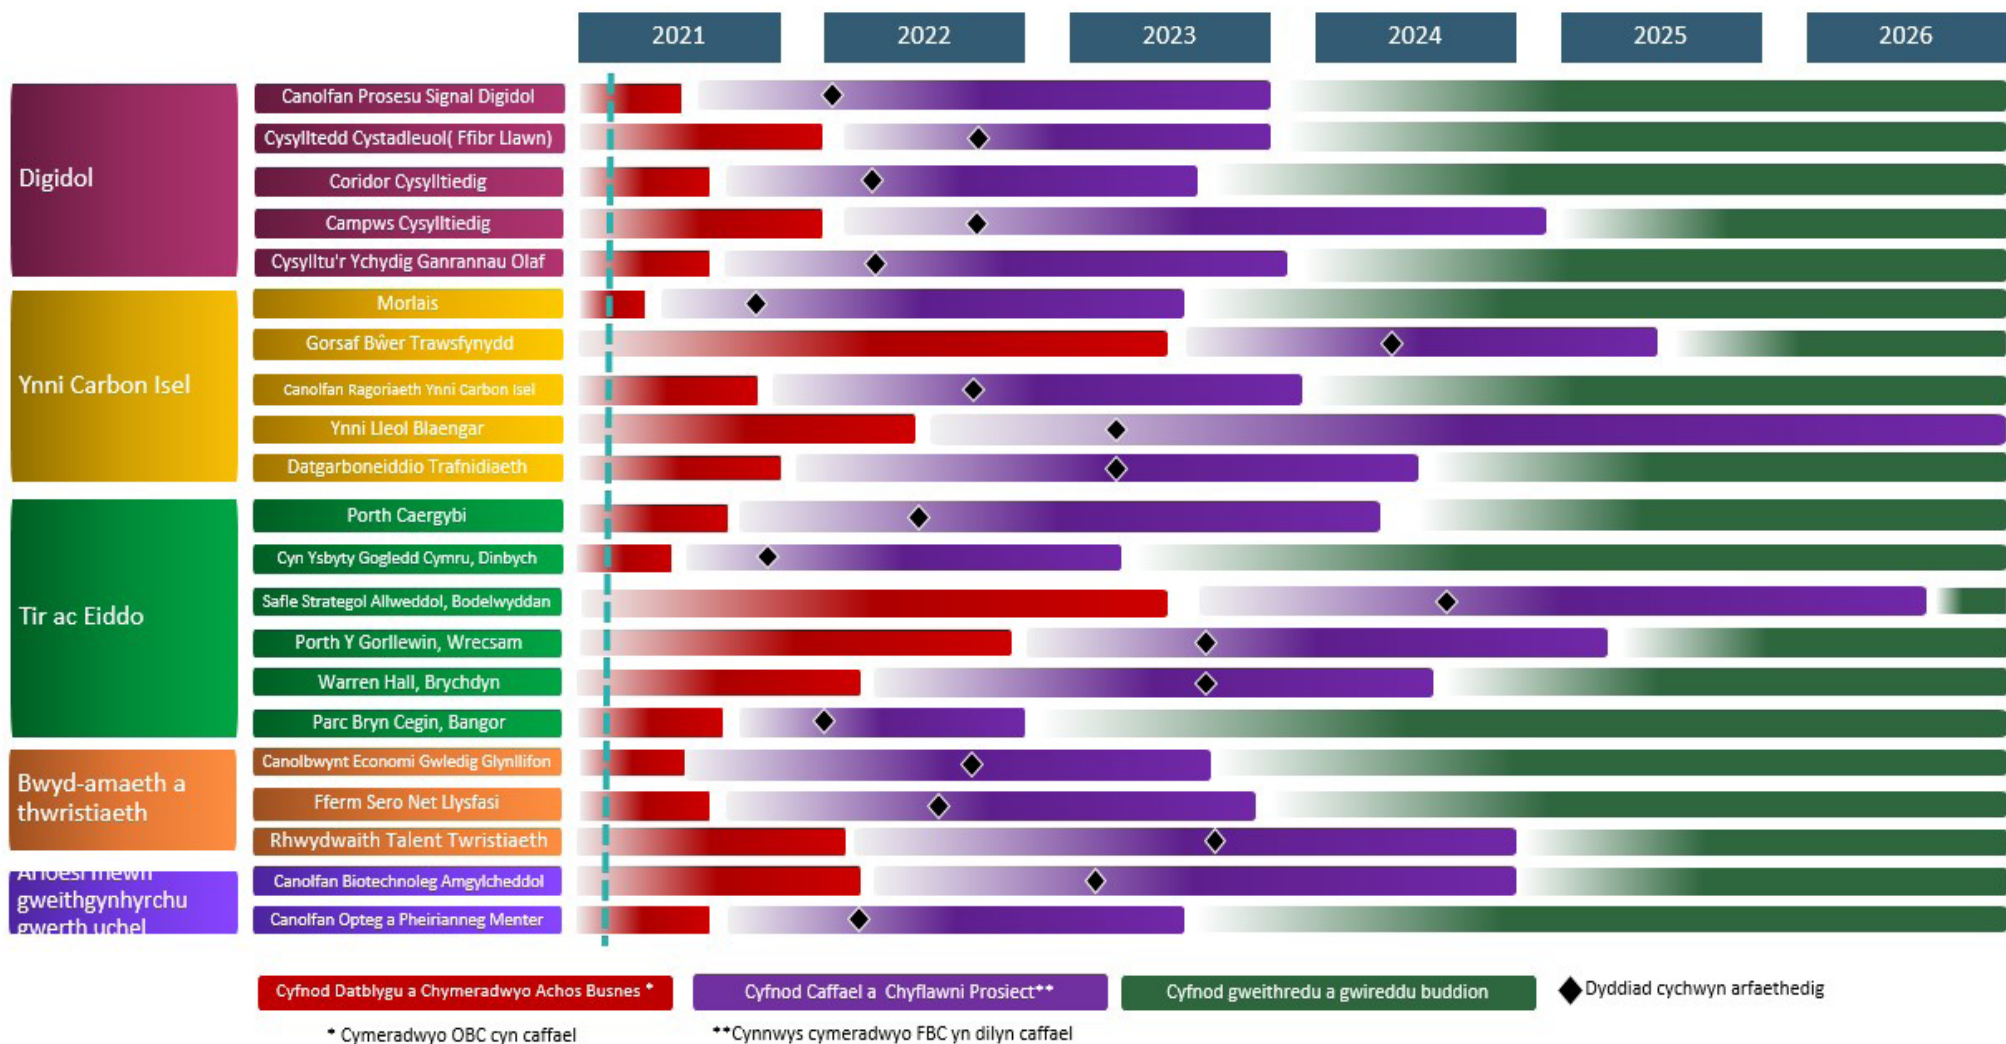 2021 2022 2023 2024 2025 2026
Digidol
Canolfan Prosesu Signal Digidol
Cysylltedd Cystadleuol( Ffibr Llawn)
Coridor Cysylltiedig
Campws Cysylltiedig
Cysylltu'r Ychydig Ganrannau Olaf
Ynni Carbon Isel
Morlais
Gorsaf Bŵer Trawsfynydd
Canolfan Ragoriaeth Ynni Carbon Isel
Ynni Lleol Blaengar
Datgarboneiddio Trafnidiaeth
Tir ac Eiddo
Porth Caergybi
Cyn Ysbyty Gogledd Cymru, Dinbych
Safle Strategol Allweddol, Bodelwyddan
Porth Y Gorllewin, Wrecsam
Warren Hall, Brychdyn
Parc Bryn Cegin, Bangor
Bwyd-amaeth a
thwristiaeth
Canolbwynt Economi Gwledig Glynllifon
Fferm Sero Net Llysfasi
Rhwydwaith Talent Twristiaeth
mewn
gweithgynhyrchu
gwerth uchel
Canolfan Biotechnoleg Amgylcheddol
Canolfan Opteg a Pheirianneg Menter
Cyfnod Datblygu a Chymeradwyo Achos Busnes *
Cyfnod Caffael a Chyflawni Prosiect**
Cyfnod gweithredu a gwireddu buddion
Dyddiad cychwyn arfaethedig
* Cymeradwyo OBC cyn caffael
**Cynnwys cymeradwyo FBC yn dilyn caffael